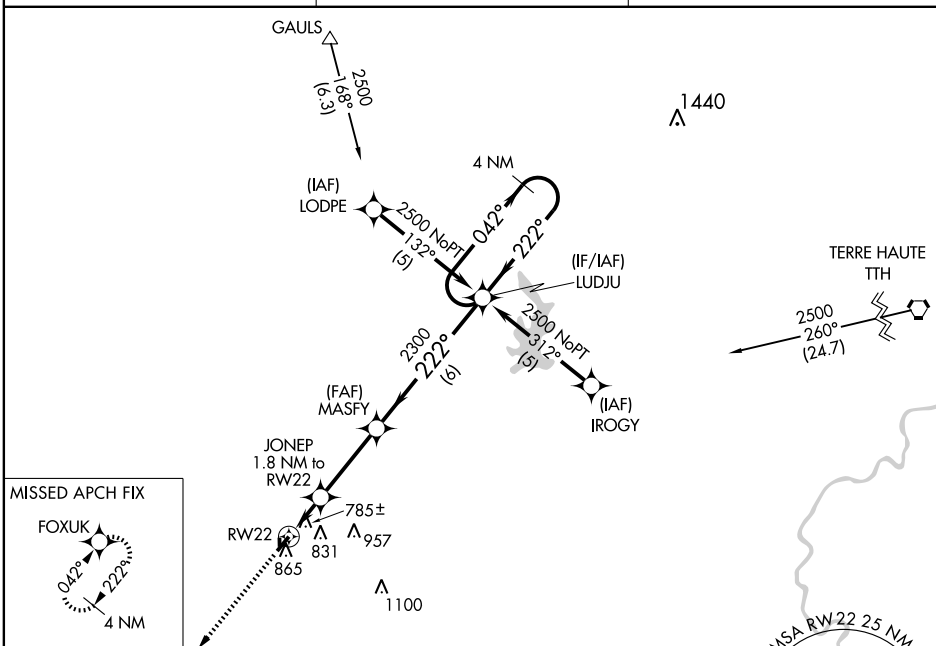 GAULS
2500
168°
(6.3)
1440
4 NM
(IAF)
LODPE
2500 NoPT
132°
(5)
042°
222°
(IF/IAF)
LUDJU
TERRE HAUTE
TTH
2500
260°
(24.7)
2500 NoPT
312°
(5)
2300
222°
(6)
(IAF)
IROGY
(FAF)
MASFY
JONEP
1.8 NM to
RW22
785±
RW22
831
957
865
1100
MISSED APCH FIX
FOXUK
042°
222°
4 NM
MSA RW22 25 NM